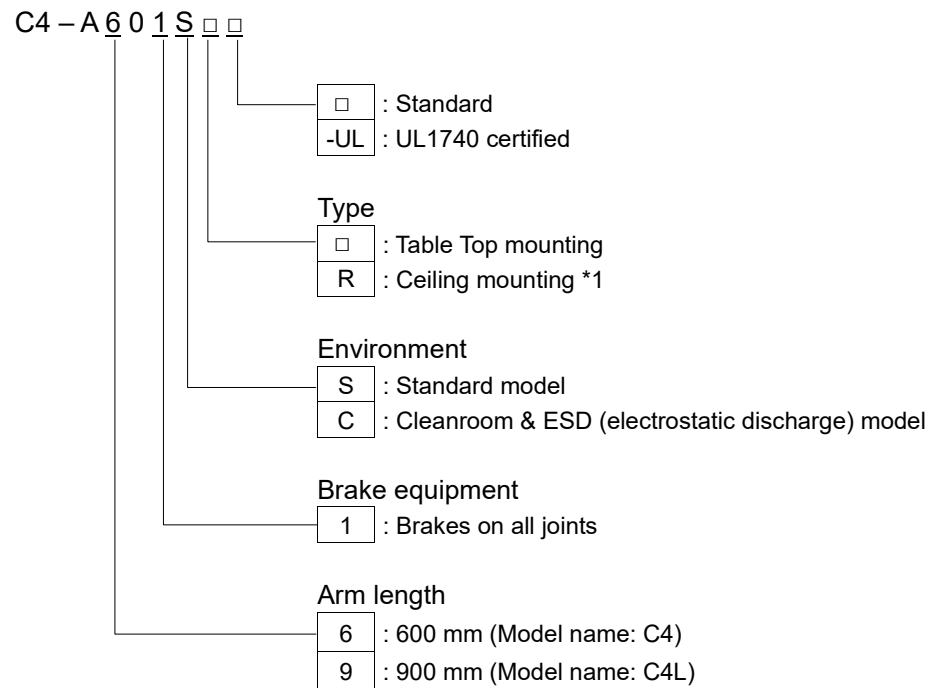 C4 – A 6 0 1 S □ □
□ : Standard
-UL : UL1740 certified
Type
□ : Table Top mounting
R : Ceiling mounting *1
Environment
S : Standard model
C : Cleanroom & ESD (electrostatic discharge) model
Brake equipment
1 : Brakes on all joints
Arm length
6 : 600 mm (Model name: C4)
9 : 900 mm (Model name: C4L)